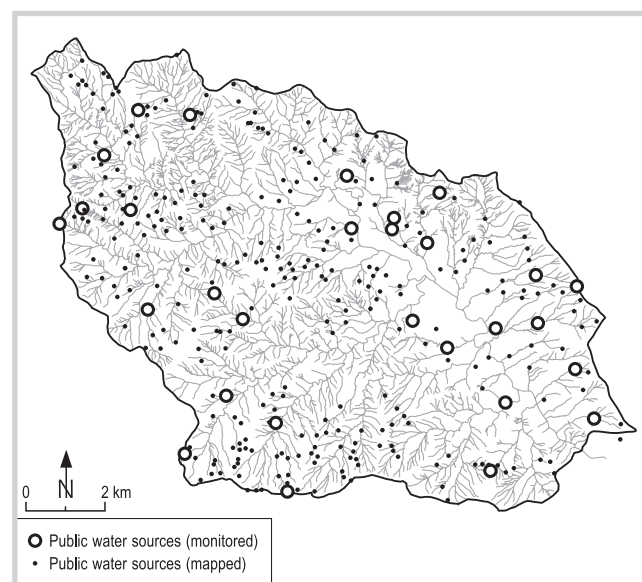 N
0 2 km
Public water sources (monitored)
Public water sources (mapped)